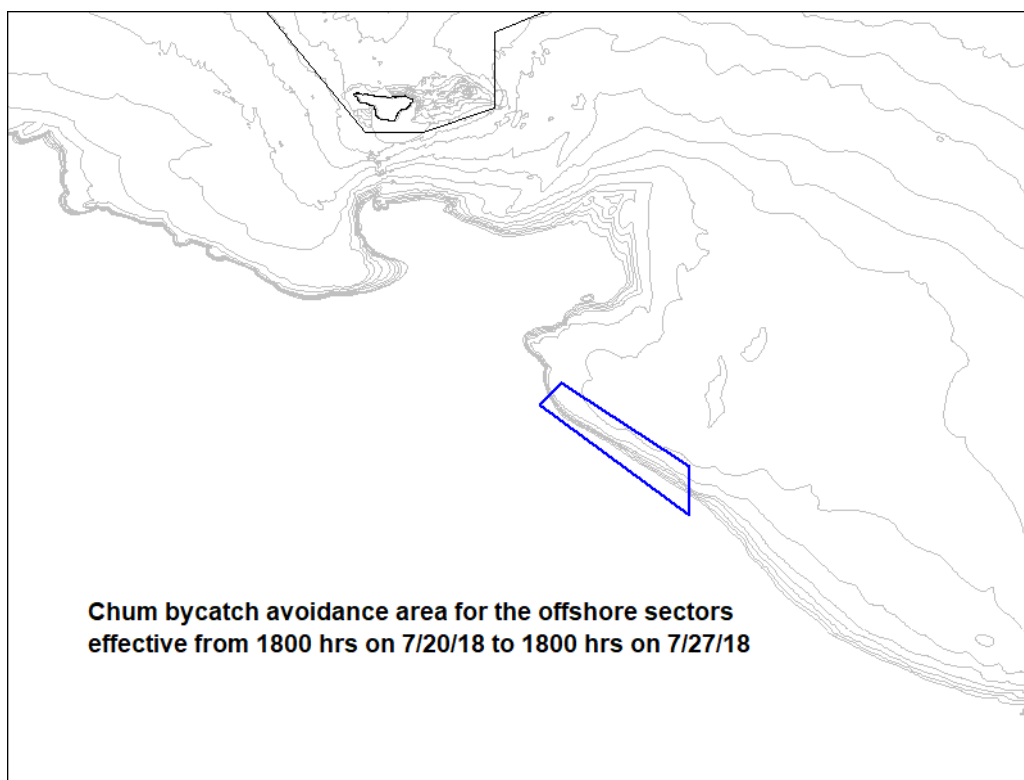 Chum bycatch avoidance area for the offshore sectors
effective from 1800 hrs on 7/20/18 to 1800 hrs on 7/27/18